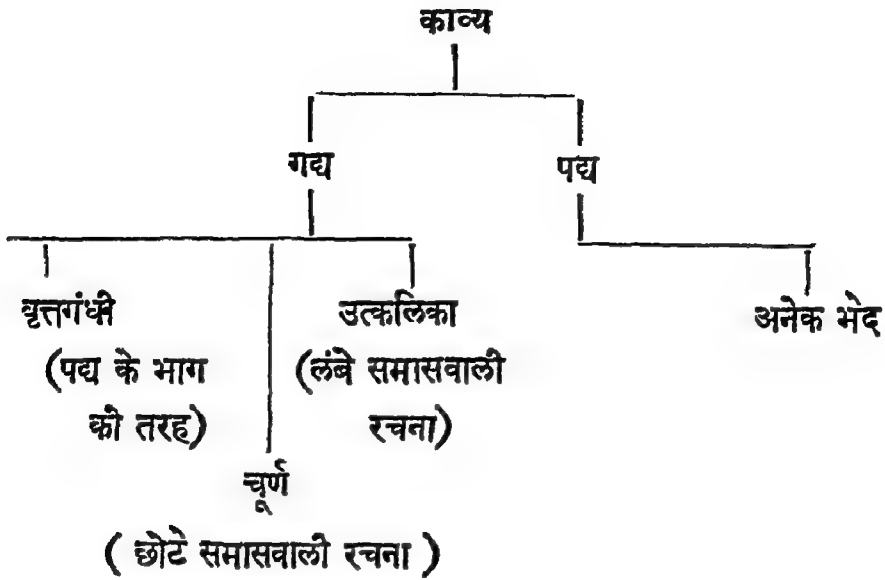 काव्य
गद्य
पद्य
वृत्तगंधी
(पद्य के भाग
की तरह)
उत्कलिका
(लंबे समासवाली
रचना)
अनेक भेद
चूर्ण
( छोटे समासवाली रचना )